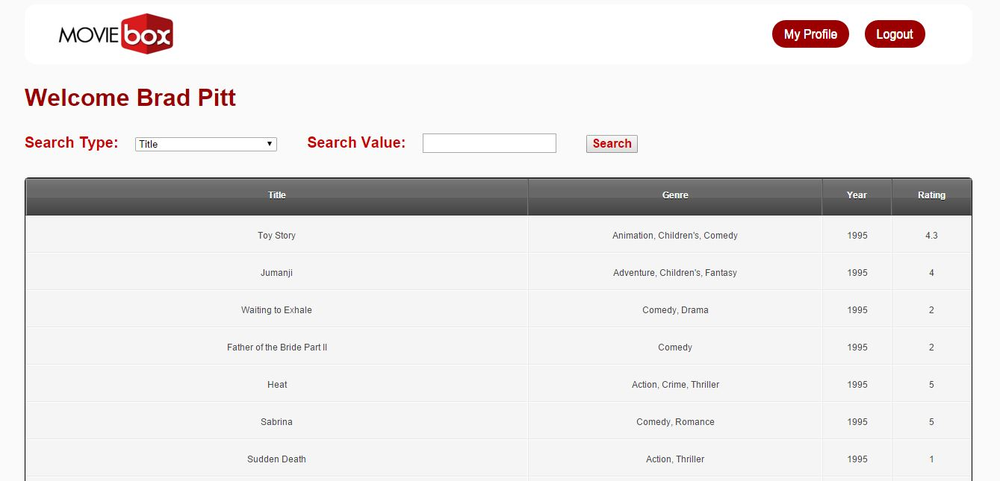 MOVIE box My Profile Logout
Welcome Brad Pitt
Search Type: Title Search Value: Search
Title Genre Year Rating
Toy Story Animation, Children's, Comedy 1995 4.3
Jumanji Adventure, Children's, Fantasy 1995 4
Waiting to Exhale Comedy, Drama 1995 2
Father of the Bride Part II Comedy 1995 2
Heat Action, Crime, Thriller 1995 5
Sabrina Comedy, Romance 1995 5
Sudden Death Action, Thriller 1995 1